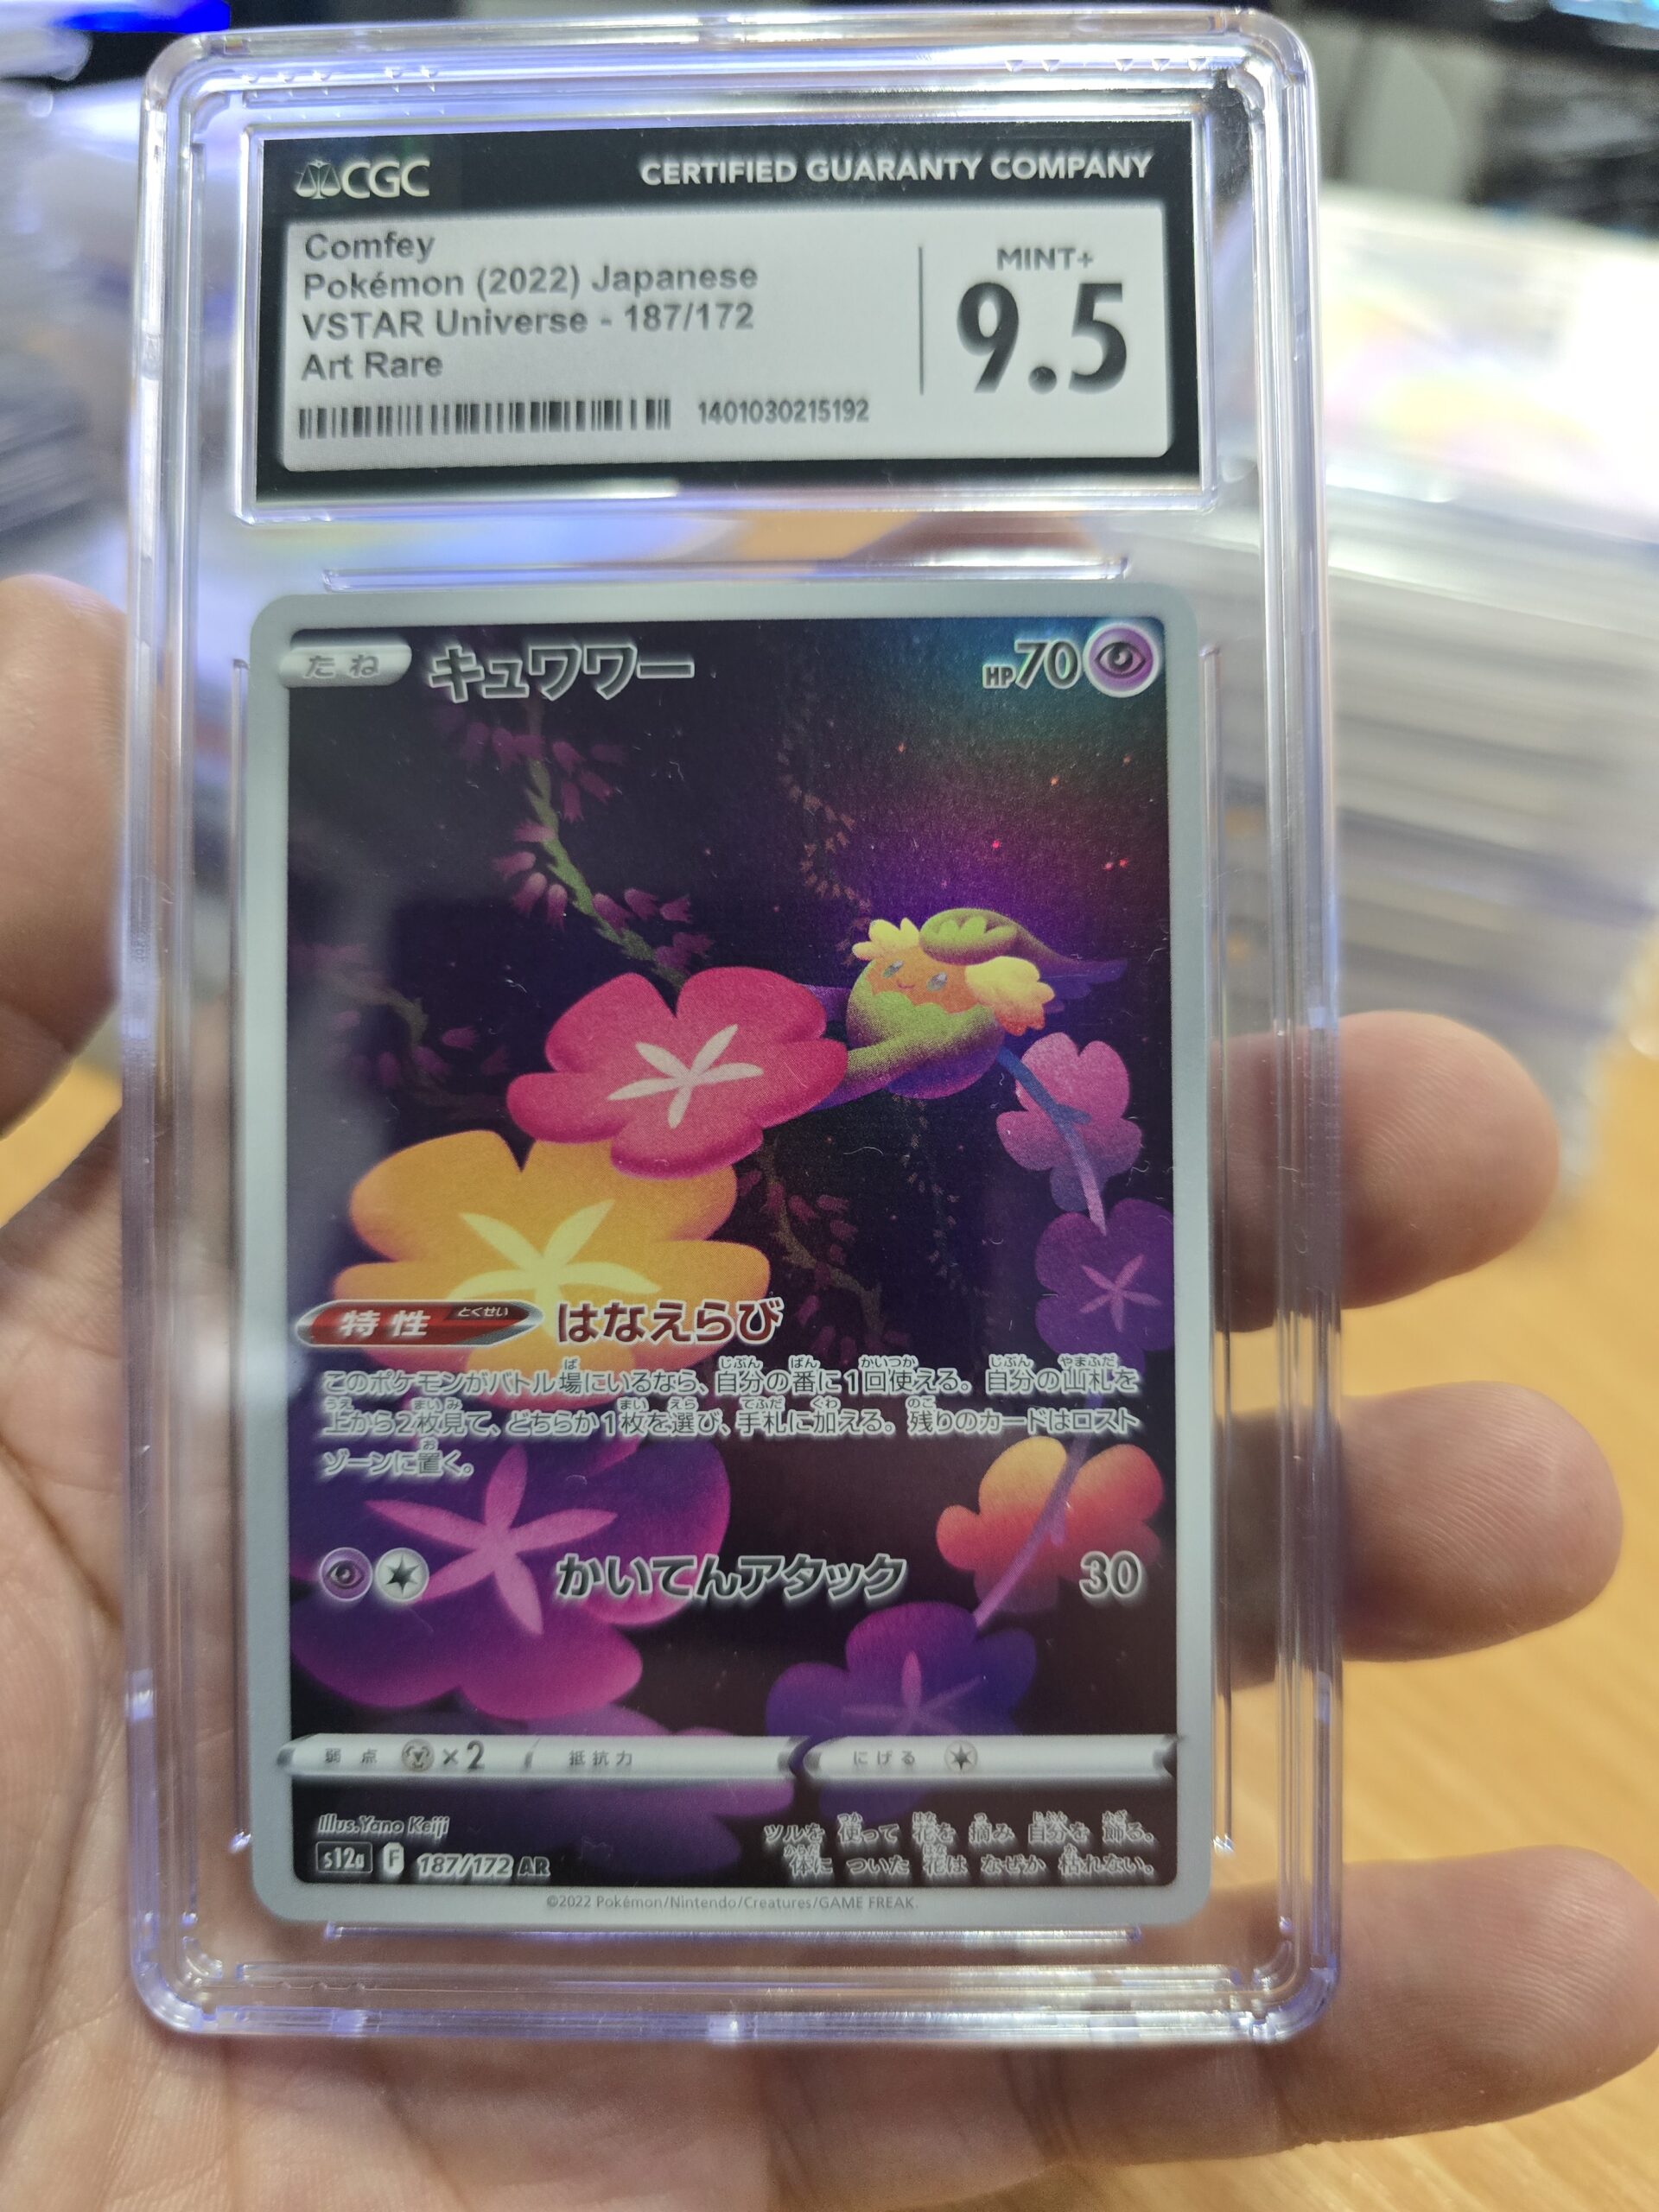 CGC
CERTIFIED GUARANTY COMPANY
Comfey
Pokémon (2022) Japanese
VSTAR Universe - 187/172
Art Rare
1401030215192
MINT+
9.5
たね キュワワー HP70
特性 とくせい はなえらび
このポケモンがバトル場にいるなら、自分の番に1回使える。自分の山札を
上から2枚見て、どちらか1枚を選び、手札に加える。残りのカードはロスト
ゾーンに置く。
かいてんアタック 30
弱点 ×2 抵抗力 にげる
Illus. Yano Keiji
s12a F 187/172 AR
ツルを 使って 花を 摘み 自分を 飾る。
体に ついた 花は なぜか 枯れない。
©2022 Pokémon/Nintendo/Creatures/GAME FREAK.